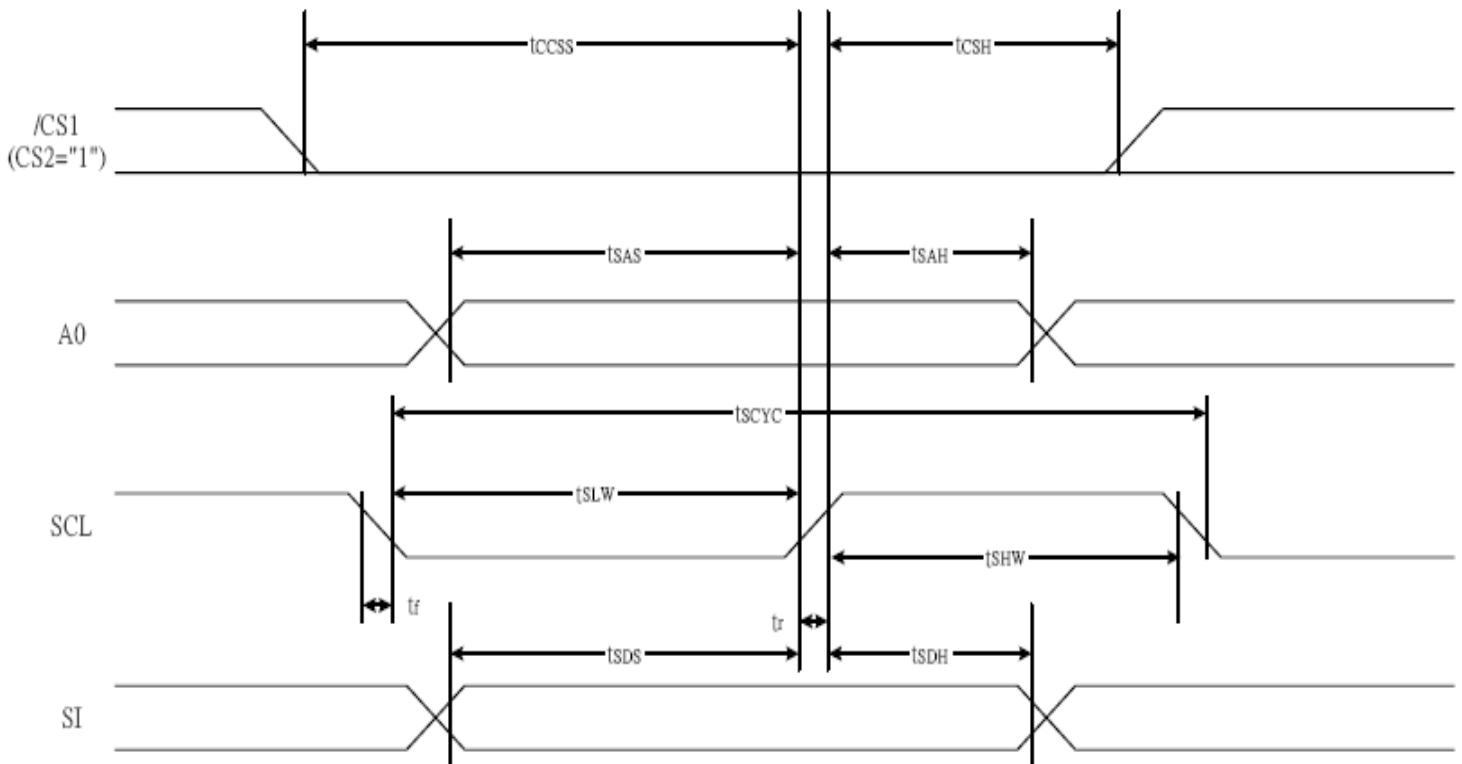 tCCSS
tCSH
/CS1
(CS2="1")
tSAS
tSAH
A0
tSCYC
tSLW
SCL
tSHW
tf
tr
tSDS
tSDH
SI